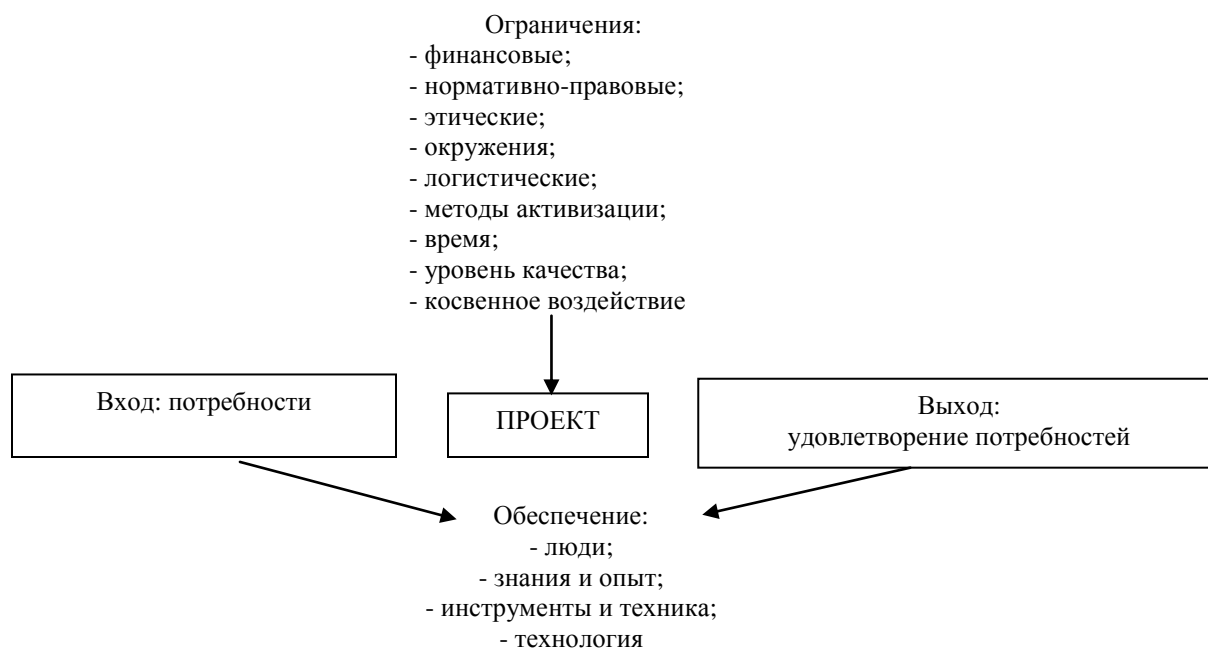 Ограничения:
- финансовые;
- нормативно-правовые;
- этические;
- окружения;
- логистические;
- методы активизации;
- время;
- уровень качества;
- косвенное воздействие
Вход: потребности
ПРОЕКТ
Выход:
удовлетворение потребностей
Обеспечение:
- люди;
- знания и опыт;
- инструменты и техника;
- технология